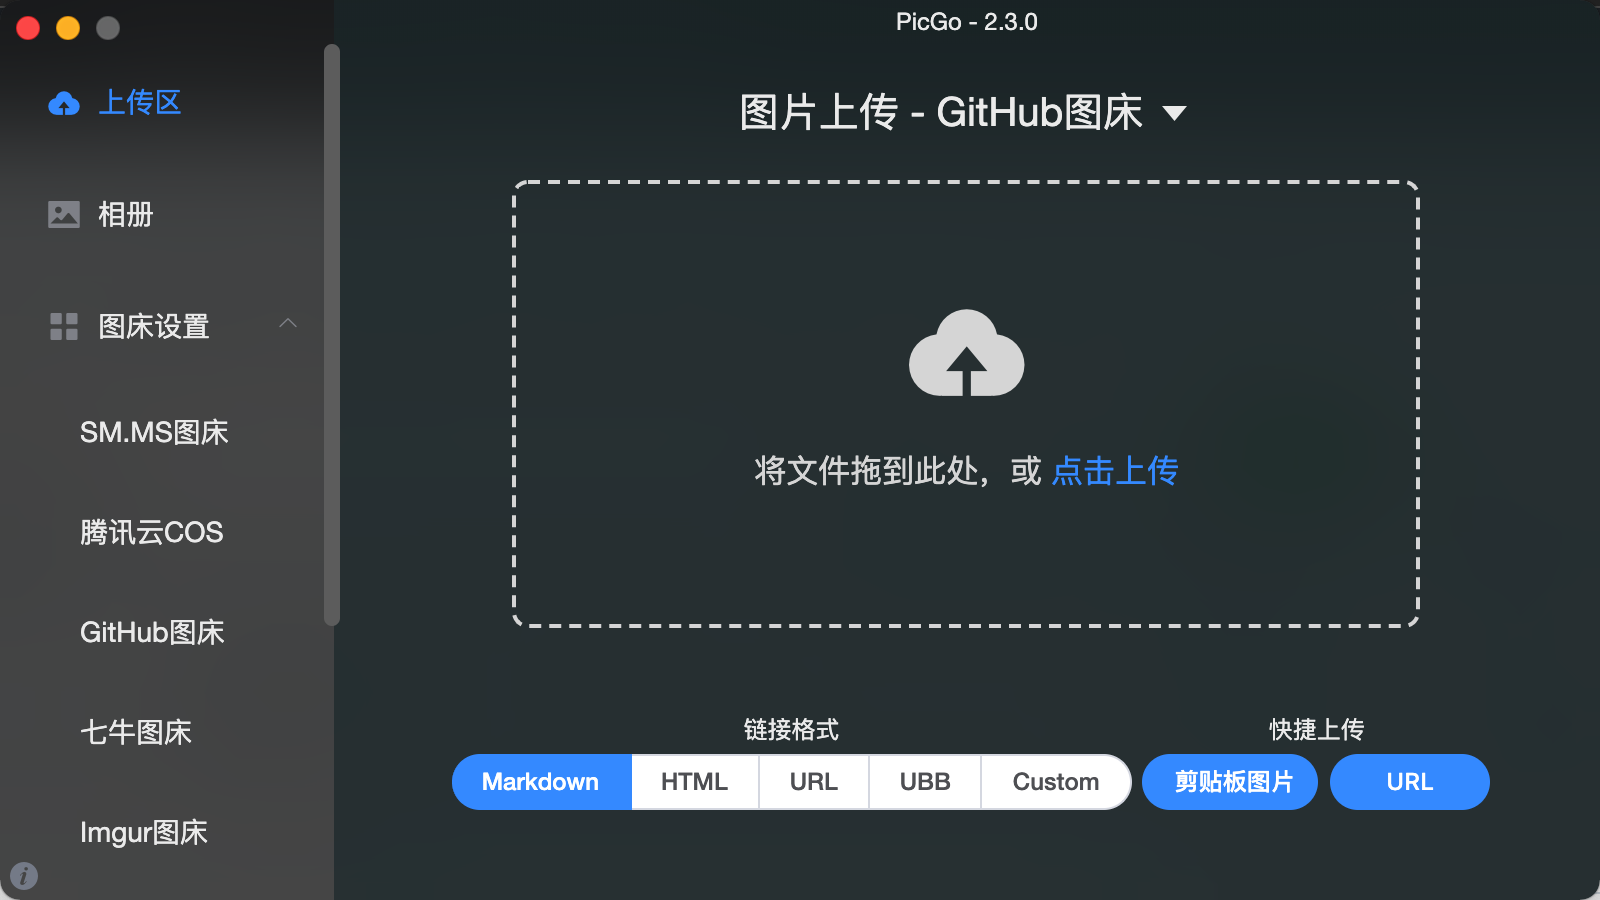 PicGo - 2.3.0
上传区
相册
图床设置
SM.MS图床
腾讯云COS
GitHub图床
七牛图床
Imgur图床
图片上传 - GitHub图床
将文件拖到此处，或 点击上传
链接格式
Markdown HTML URL UBB Custom
快捷上传
剪贴板图片 URL